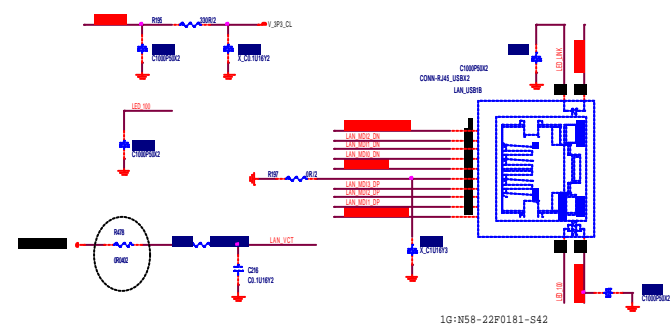 R195
330R/2
V_3P3_CL
C1000P50X2
X_C0.1U16Y2
LED_LINK
C1000P50X2
CONN-RJ45_USBX2
LAN_USB1B
LED_100
C1000P50X2
LAN_MDI2_DN
LAN_MDI1_DN
LAN_MDI0_DN
R197
0R/2
LAN_MDI3_DP
LAN_MDI2_DP
LAN_MDI1_DP
R478
0R0402
LAN_VCT
X_C1U16Y3
C216
C0.1U16Y2
LED_100
C1000P50X2
1G:N58-22F0181-S42